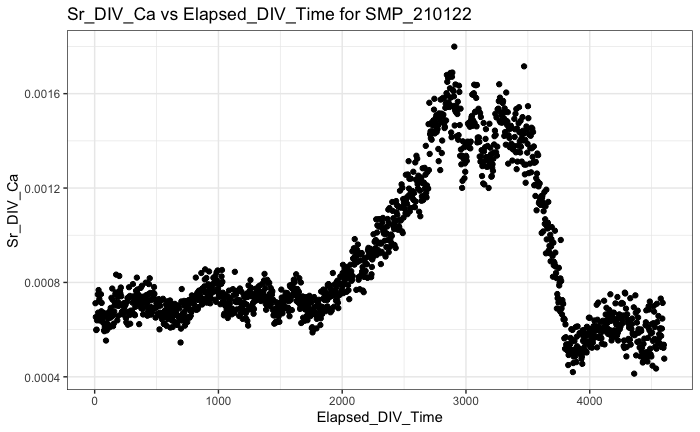 Sr_DIV_Ca vs Elapsed_DIV_Time for SMP_210122
0.0016
0.0012
0.0008
0.0004
Sr_DIV_Ca
0 1000 2000 3000 4000
Elapsed_DIV_Time